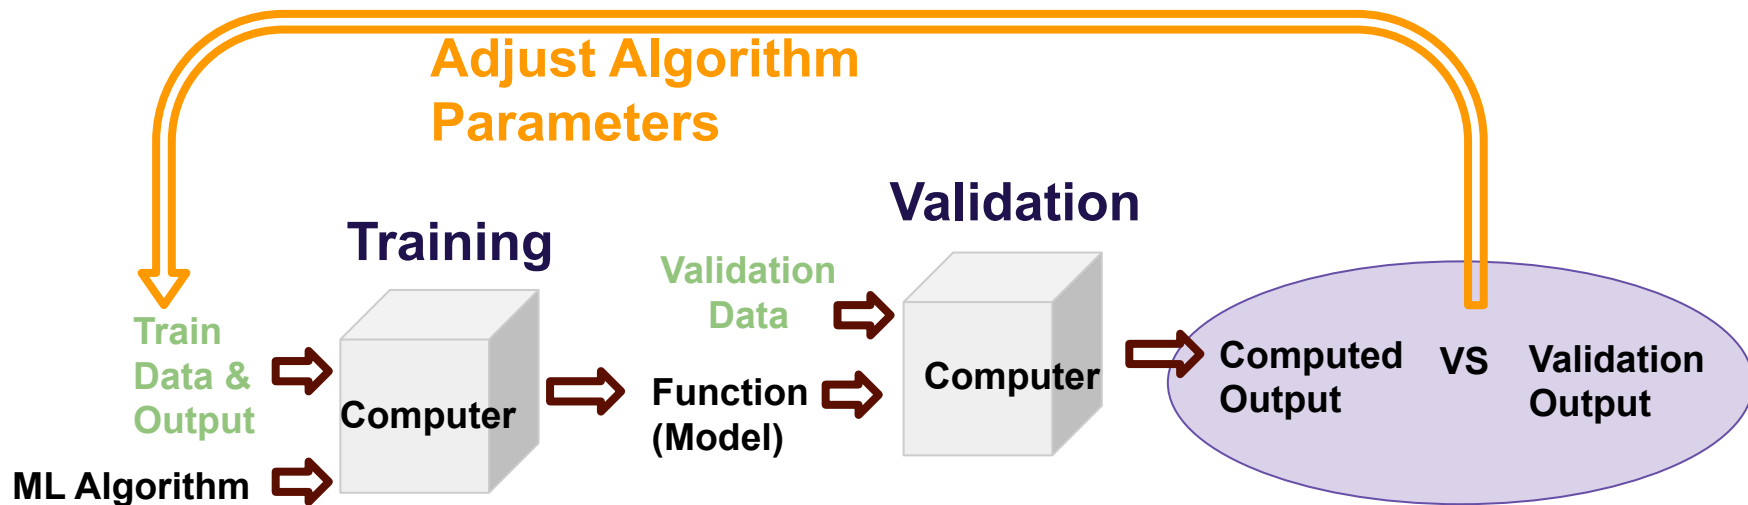 Adjust Algorithm
Parameters
Training
Validation
Train
Data &
Output
ML Algorithm
Computer
Function
(Model)
Validation
Data
Computer
Computed
Output
VS
Validation
Output